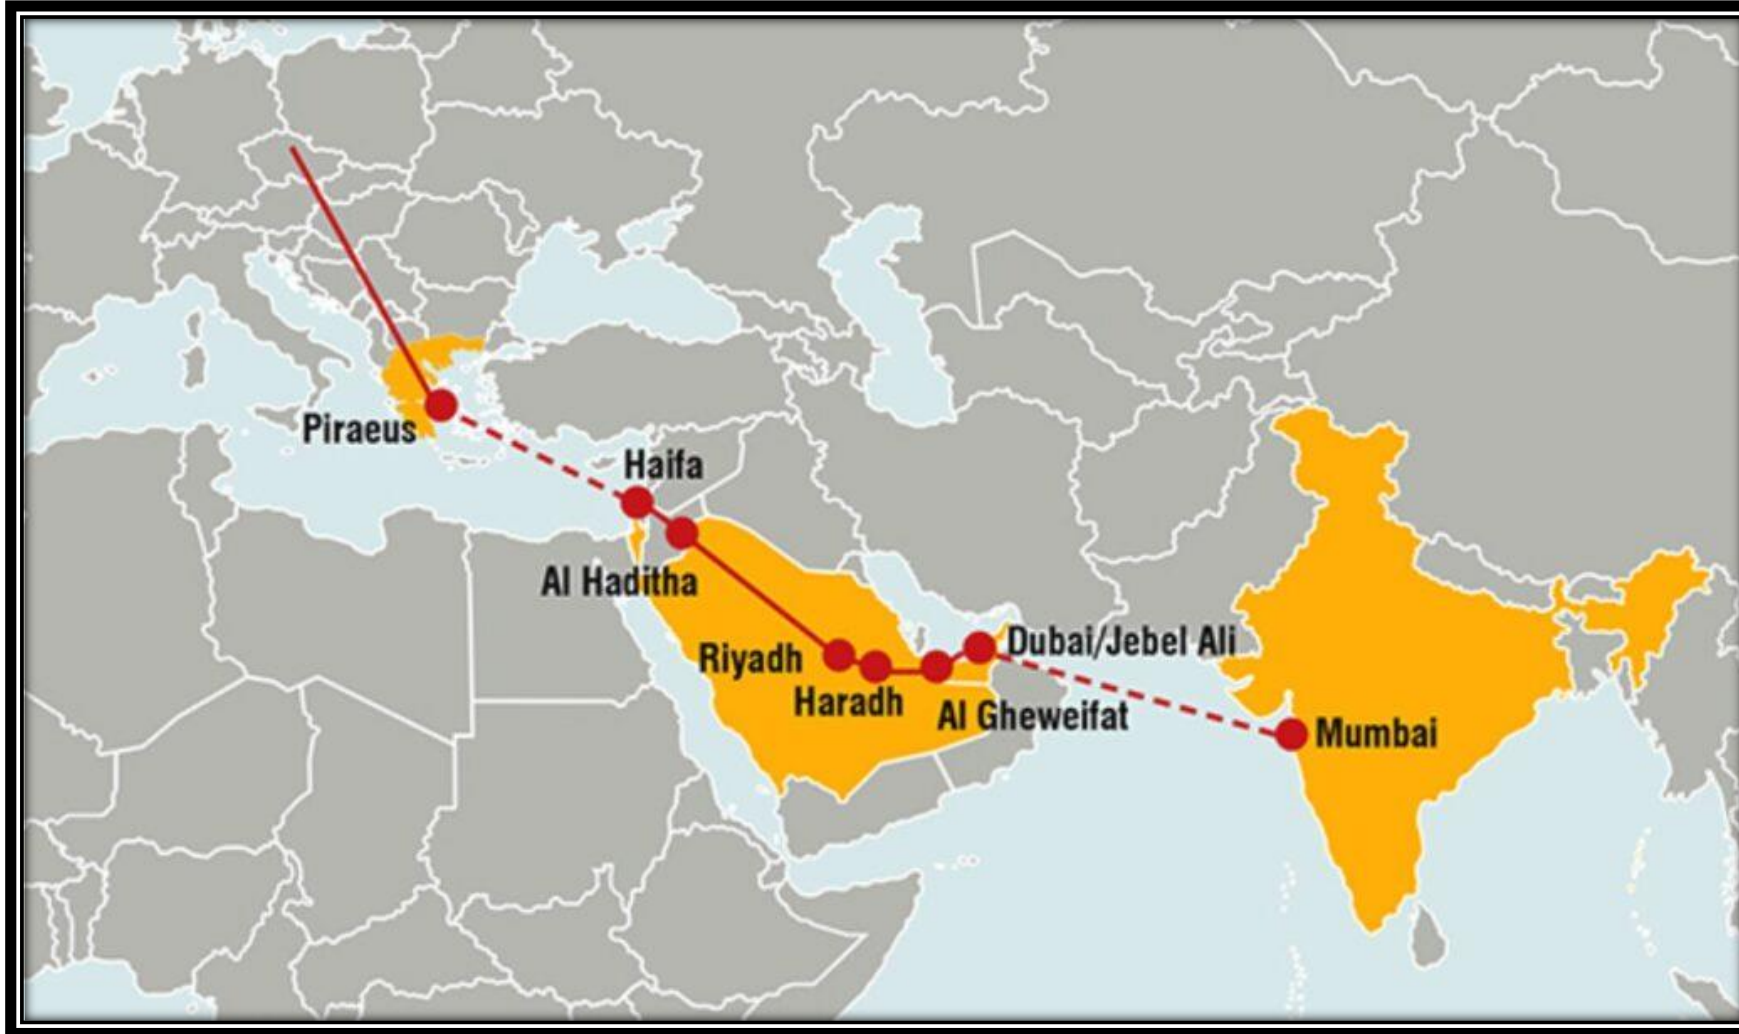 Piraeus
Haifa
Al Haditha
Riyadh
Haradh
Dubai/Jebel Ali
Al Gheweifat
Mumbai